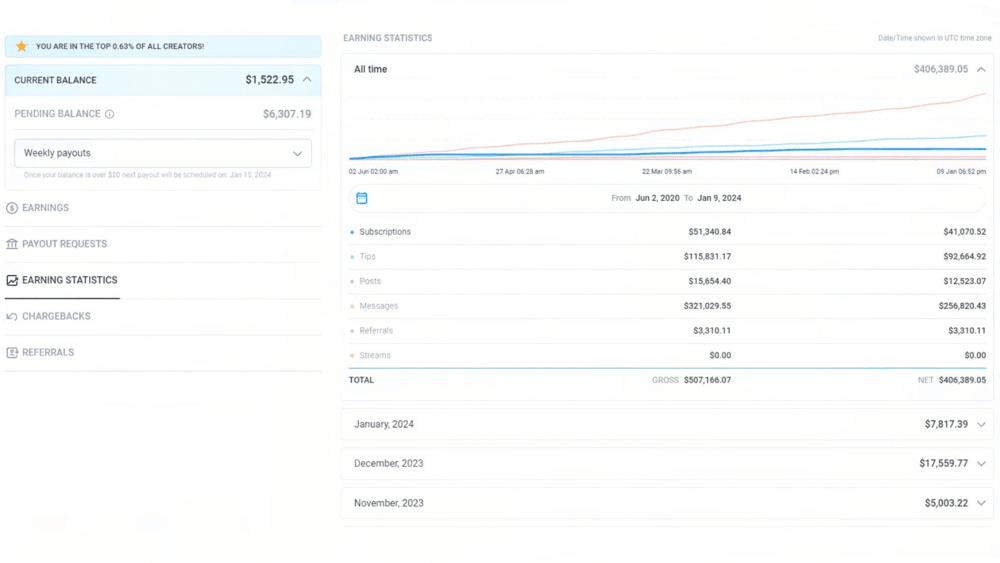 YOU ARE IN THE TOP 0.63% OF ALL CREATORS!
CURRENT BALANCE $1,522.95
PENDING BALANCE $6,307.19
Weekly payouts
Once your balance is over $20 next payout will be scheduled on: Jan 15, 2024
EARNINGS
PAYOUT REQUESTS
EARNING STATISTICS
CHARGEBACKS
REFERRALS
EARNING STATISTICS
Date/Time shown in UTC time zone
All time $406,389.05
02 Jun 02:00 am 27 Apr 06:28 am 22 Mar 09:56 am 14 Feb 02:24 pm 09 Jan 06:52 pm
From Jun 2, 2020 To Jan 9, 2024
Subscriptions $51,340.84 $41,070.52
Tips $115,831.17 $92,664.92
Posts $15,654.40 $12,523.07
Messages $321,029.55 $256,820.43
Referrals $3,310.11 $3,310.11
Streams $0.00 $0.00
TOTAL GROSS $507,166.07 NET $406,389.05
January, 2024 $7,817.39
December, 2023 $17,559.77
November, 2023 $5,003.22